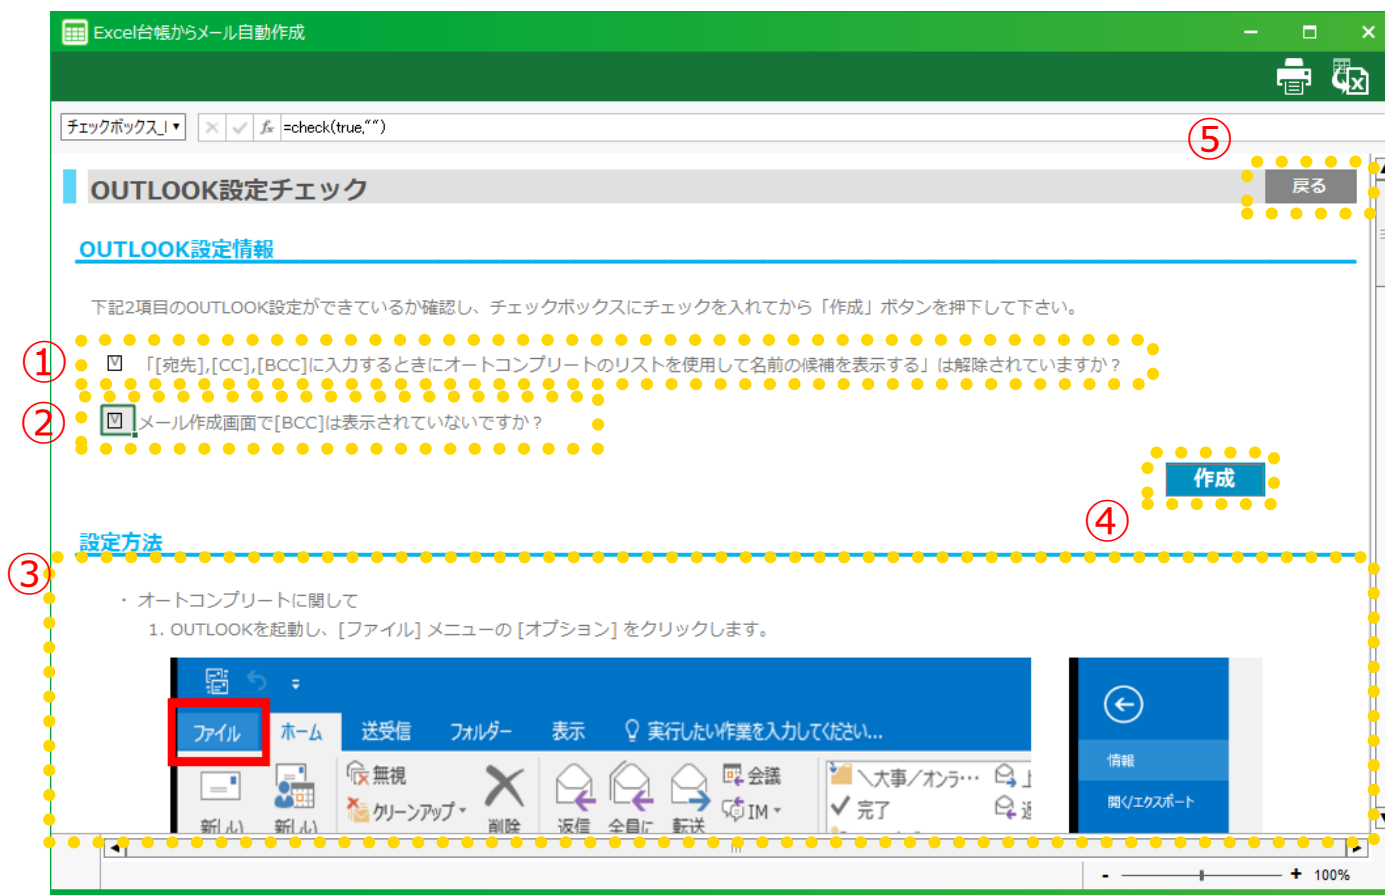 Excel台帳からメール自動作成
チェックボックス_I
fx =check(true,"")
⑤
OUTLOOK設定チェック
戻る
OUTLOOK設定情報
下記2項目のOUTLOOK設定ができているか確認し、チェックボックスにチェックを入れてから「作成」ボタンを押下して下さい。
① 「[宛先],[CC],[BCC]に入力するときにオートコンプリートのリストを使用して名前の候補を表示する」は解除されていますか？
② メール作成画面で[BCC]は表示されていないですか？
作成
④
設定方法
③
・ オートコンプリートに関して
1. OUTLOOKを起動し、[ファイル] メニューの [オプション] をクリックします。
ファイル ホーム 送受信 フォルダー 表示 実行したい作業を入力してください...
情報
無視 会議 ＼大事／オンラ…
開く/エクスポート
クリーンアップ IM 完了
新しい 新しい 削除 返信 全員に 転送
- + 100%